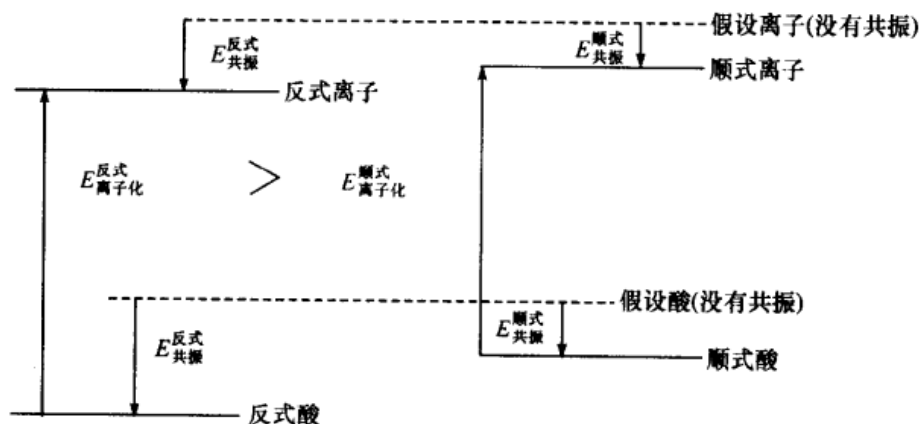 假设离子(没有共振)
E反式共振
E顺式共振
顺式离子
反式离子
E反式离子化 > E顺式离子化
假设酸(没有共振)
E反式共振
E顺式共振
顺式酸
反式酸